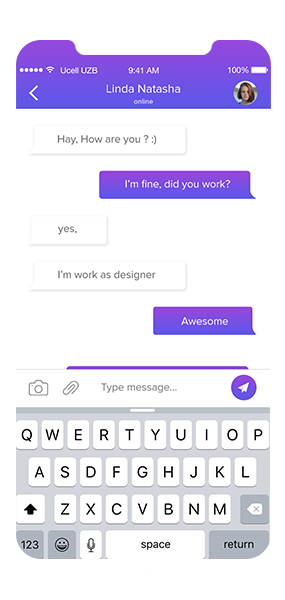 Ucell UZB 9:41 AM 100%
Linda Natasha
online
Hay, How are you ? :)
I'm fine, did you work?
yes,
I'm work as designer
Awesome
Type message...
Q W E R T Y U I O P
A S D F G H J K L
Z X C V B N M
123 space return